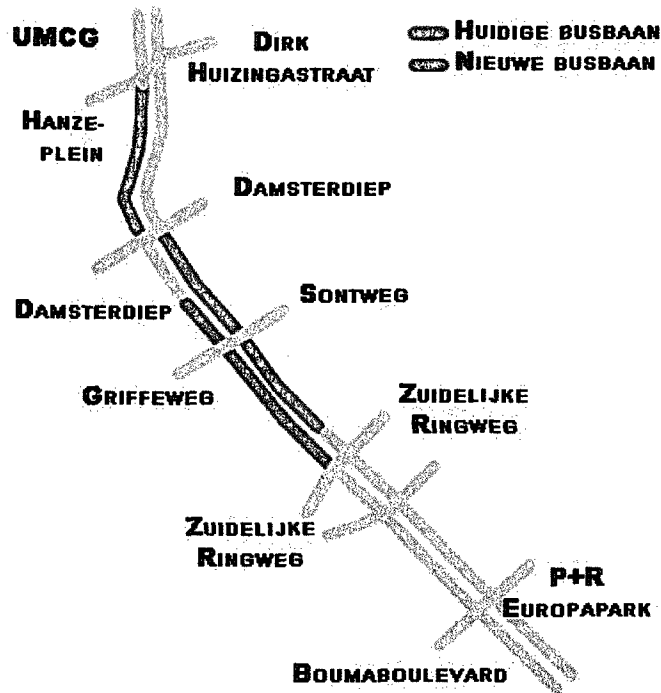 UMCG
DIRK
HUIZINGASTRAAT
HUIDIGE BUSBAAN
NIEUWE BUSBAAN
HANZE-
PLEIN
DAMSTERDIEP
DAMSTERDIEP
SONTWEG
GRIFFEWEG
ZUIDELIJKE
RINGWEG
ZUIDELIJKE
RINGWEG
P+R
EUROPAPARK
BOUMABOULEVARD